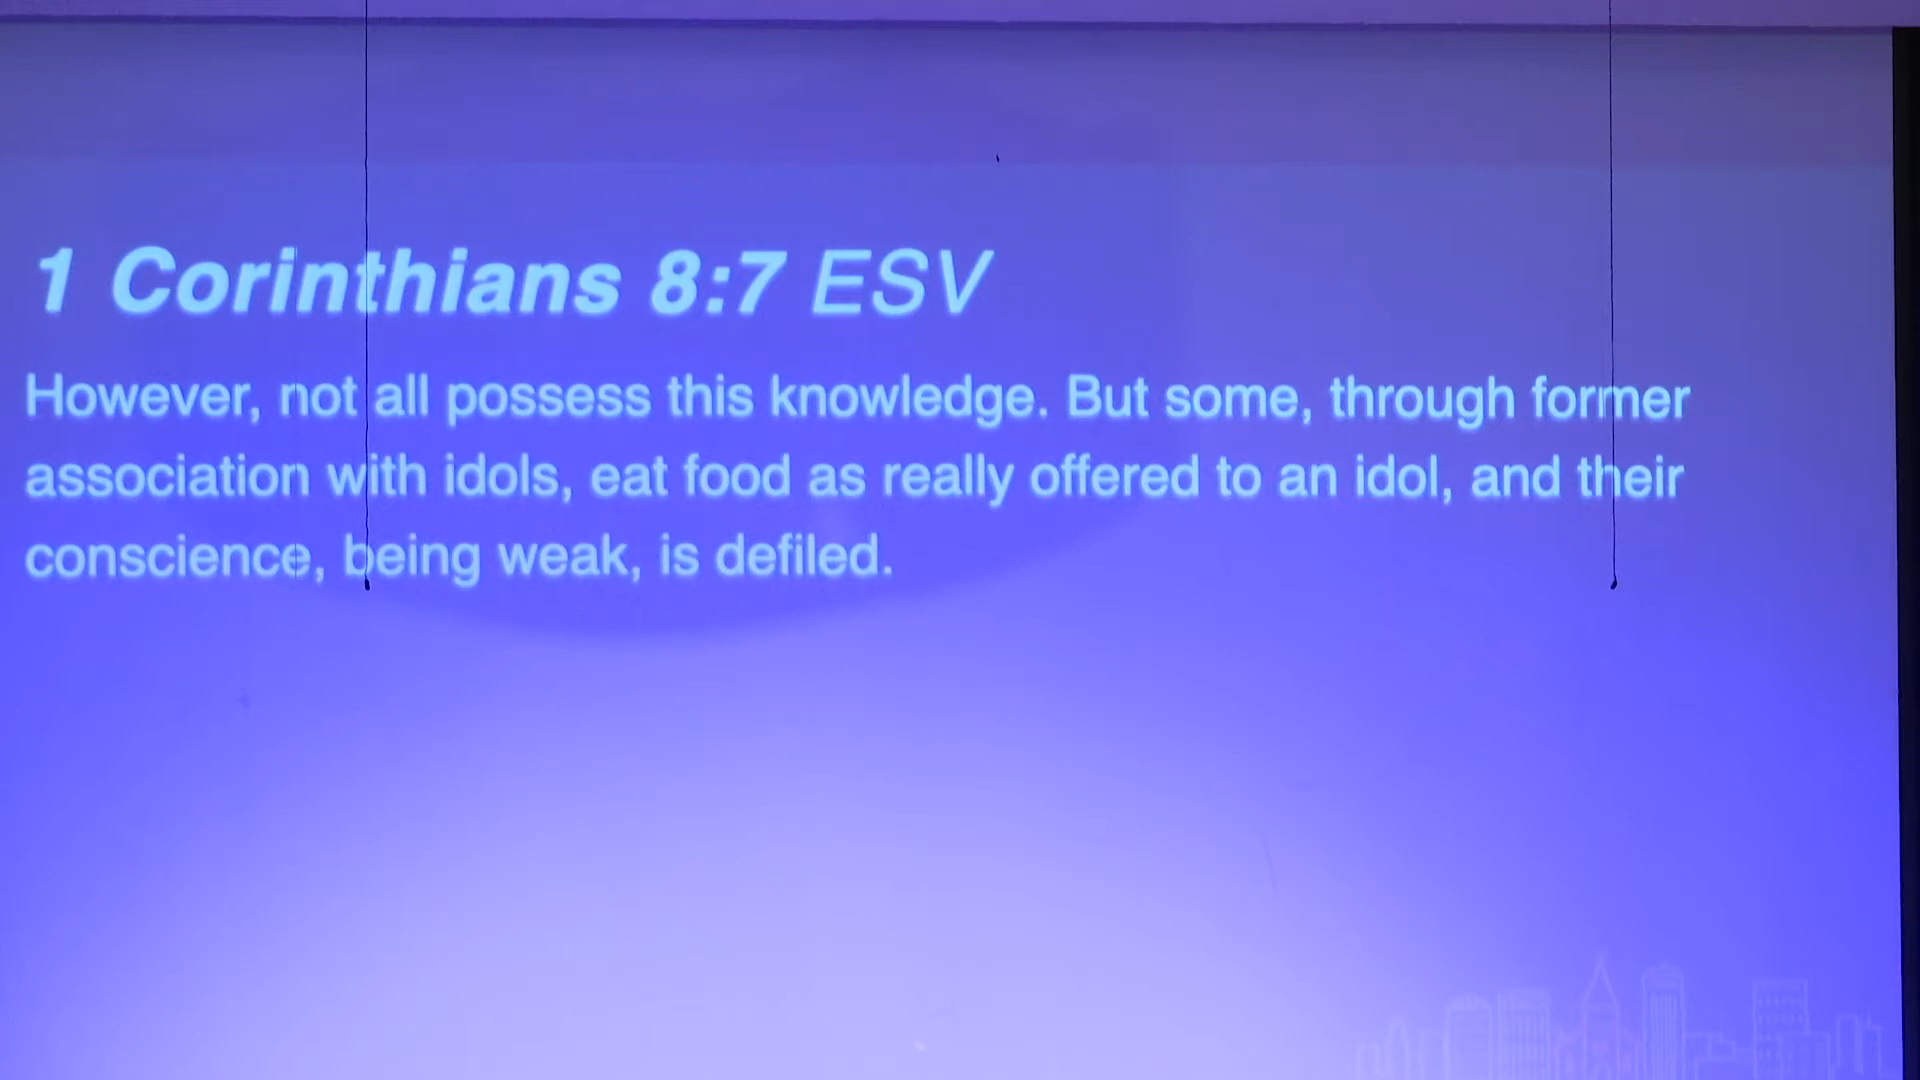 1 Corinthians 8:7 ESV
However, not all possess this knowledge. But some, through former
association with idols, eat food as really offered to an idol, and their
conscience, being weak, is defiled.